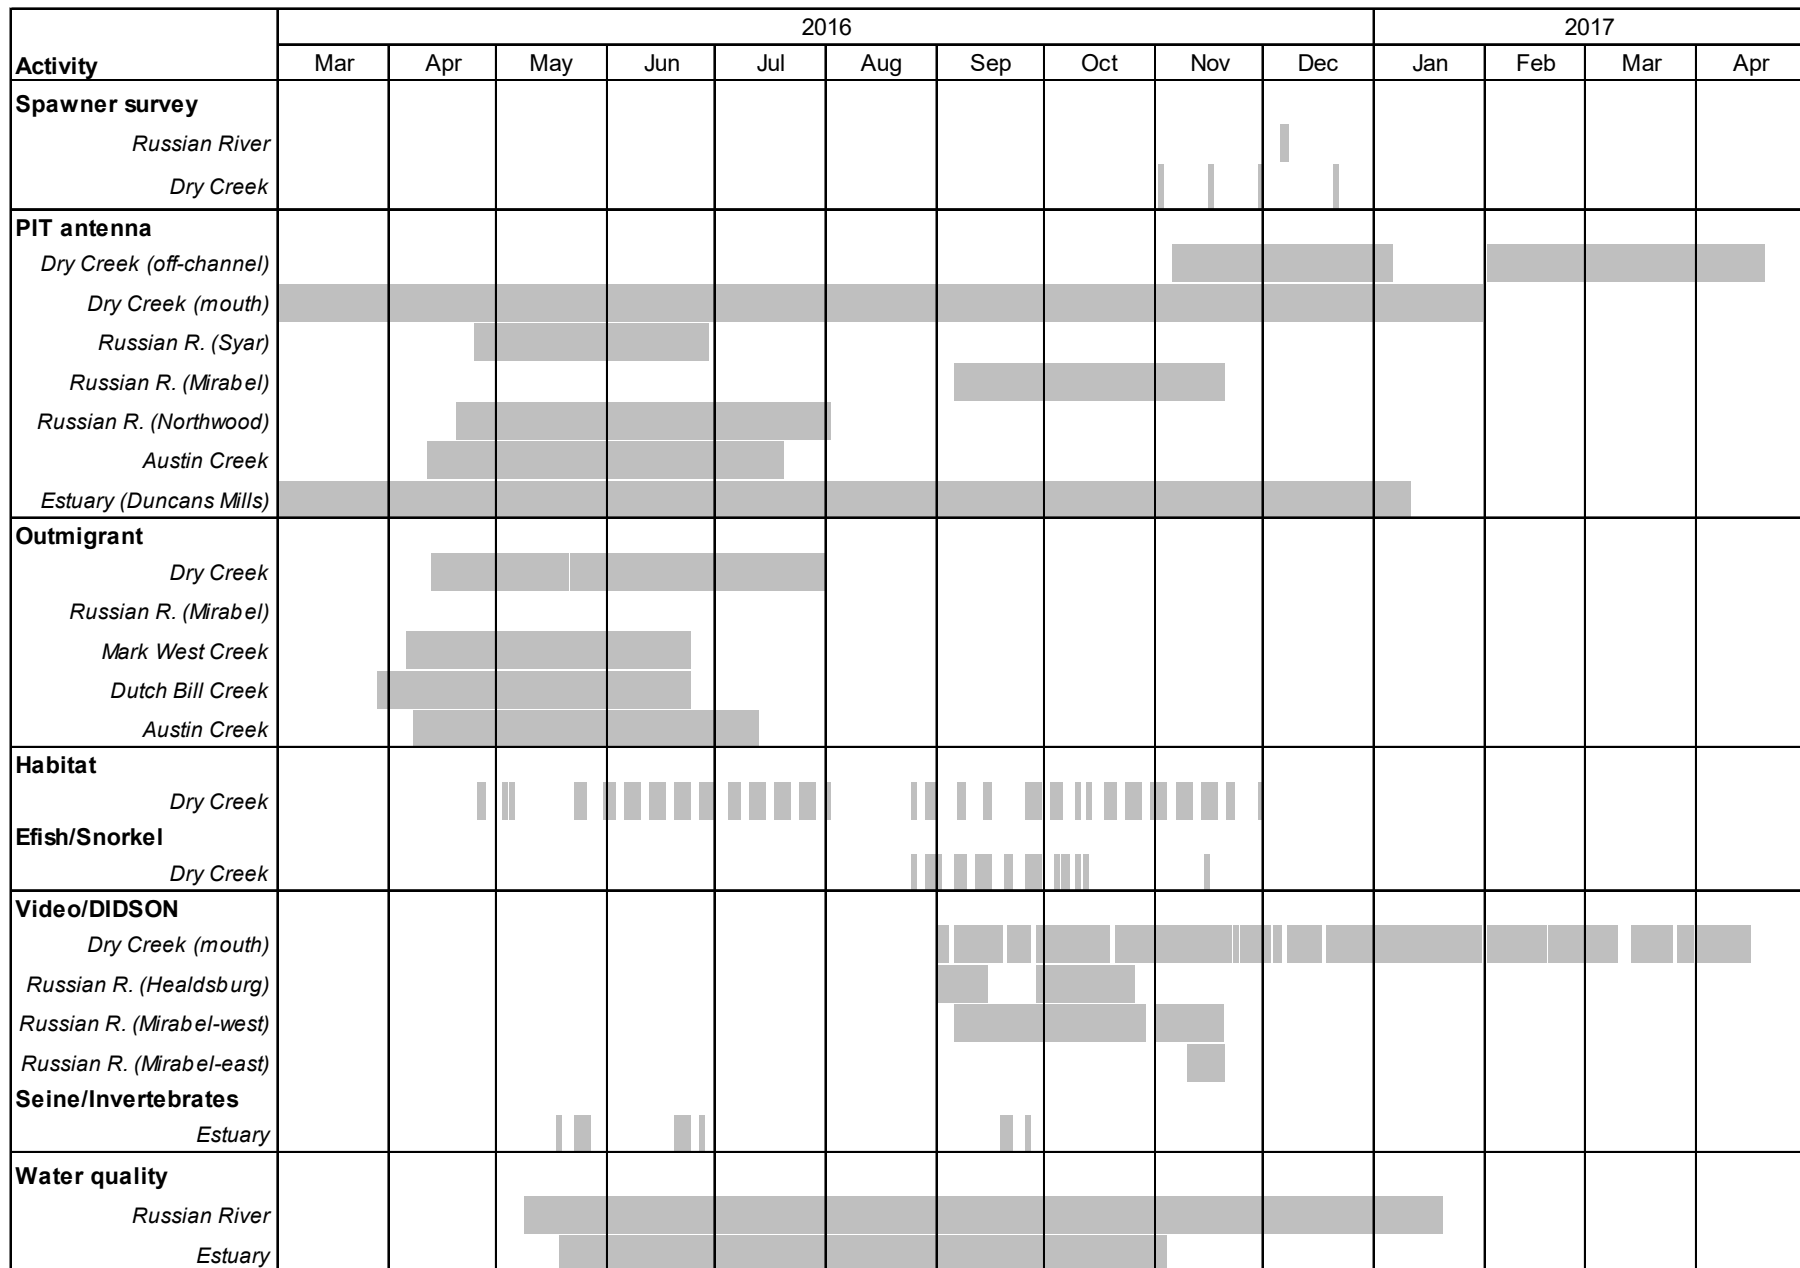 2016 2017
Activity Mar Apr May Jun Jul Aug Sep Oct Nov Dec Jan Feb Mar Apr
Spawner survey
Russian River
Dry Creek
PIT antenna
Dry Creek (off-channel)
Dry Creek (mouth)
Russian R. (Syar)
Russian R. (Mirabel)
Russian R. (Northwood)
Austin Creek
Estuary (Duncans Mills)
Outmigrant
Dry Creek
Russian R. (Mirabel)
Mark West Creek
Dutch Bill Creek
Austin Creek
Habitat
Dry Creek
Efish/Snorkel
Dry Creek
Video/DIDSON
Dry Creek (mouth)
Russian R. (Healdsburg)
Russian R. (Mirabel-west)
Russian R. (Mirabel-east)
Seine/Invertebrates
Estuary
Water quality
Russian River
Estuary